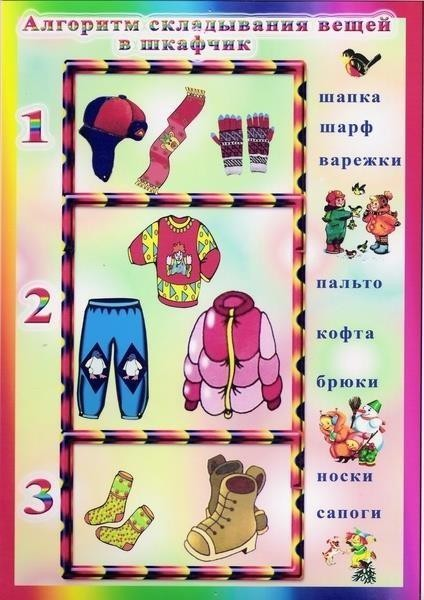 Алгоритм складывания вещей
в шкафчик
1
шапка
шарф
варежки
2
пальто
кофта
брюки
3
носки
сапоги